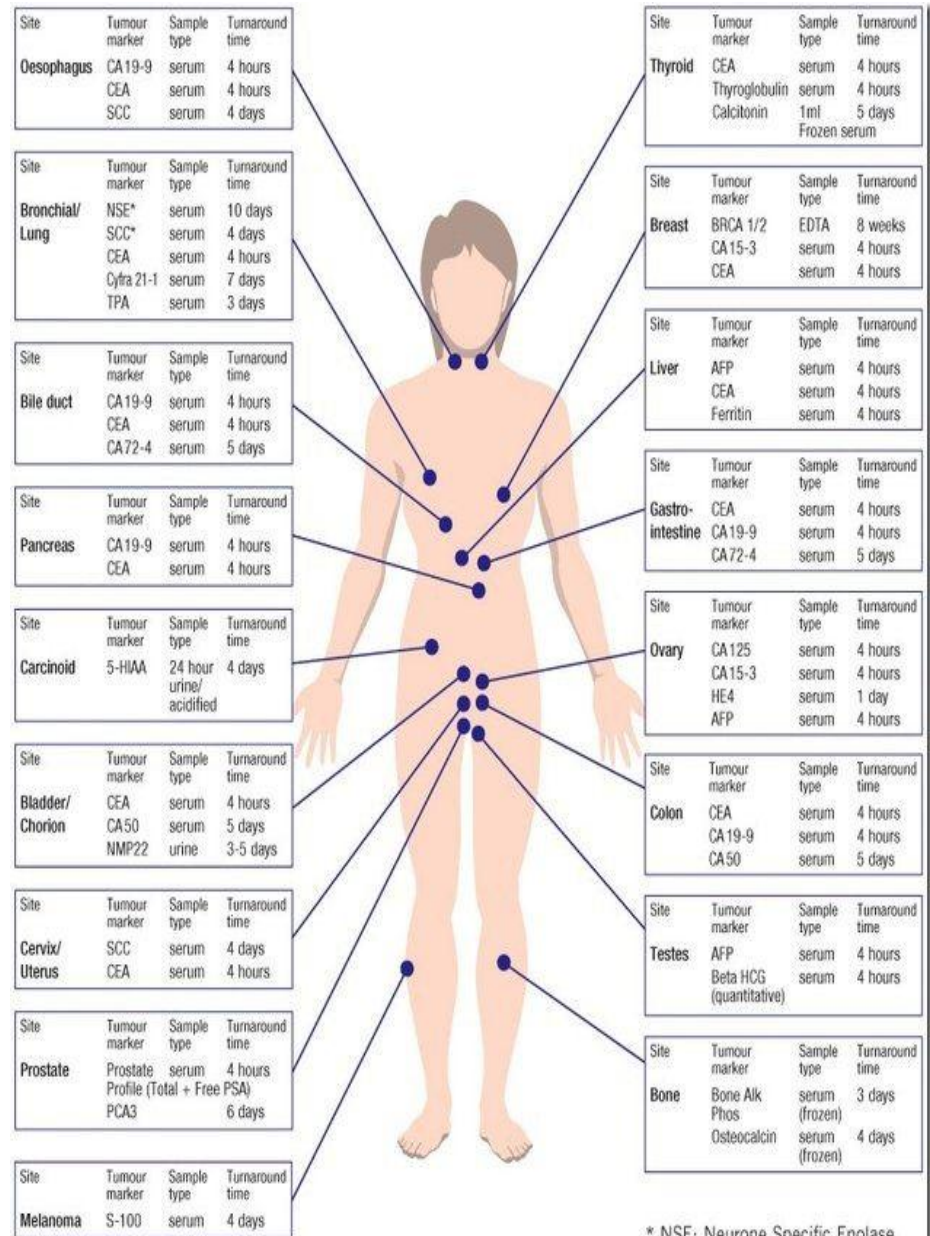 Site Tumour marker Sample type Turnaround time
Oesophagus CA19-9 serum 4 hours
CEA serum 4 hours
SCC serum 4 days
Site Tumour marker Sample type Turnaround time
Bronchial/ Lung NSE* serum 10 days
SCC* serum 4 days
CEA serum 4 hours
Cyfra 21-1 serum 7 days
TPA serum 3 days
Site Tumour marker Sample type Turnaround time
Bile duct CA19-9 serum 4 hours
CEA serum 4 hours
CA72-4 serum 5 days
Site Tumour marker Sample type Turnaround time
Pancreas CA19-9 serum 4 hours
CEA serum 4 hours
Site Tumour marker Sample type Turnaround time
Carcinoid 5-HIAA 24 hour urine/ acidified 4 days
Site Tumour marker Sample type Turnaround time
Bladder/ Chorion CEA serum 4 hours
CA50 serum 5 days
NMP22 urine 3-5 days
Site Tumour marker Sample type Turnaround time
Cervix/ Uterus SCC serum 4 days
CEA serum 4 hours
Site Tumour marker Sample type Turnaround time
Prostate Prostate serum 4 hours
Profile (Total + Free PSA)
PCA3 6 days
Site Tumour marker Sample type Turnaround time
Melanoma S-100 serum 4 days
Site Tumour marker Sample type Turnaround time
Thyroid CEA serum 4 hours
Thyroglobulin serum 4 hours
Calcitonin 1ml 5 days
Frozen serum
Site Tumour marker Sample type Turnaround time
Breast BRCA 1/2 EDTA 8 weeks
CA15-3 serum 4 hours
CEA serum 4 hours
Site Tumour marker Sample type Turnaround time
Liver AFP serum 4 hours
CEA serum 4 hours
Ferritin serum 4 hours
Site Tumour marker Sample type Turnaround time
Gastro- intestine CEA serum 4 hours
CA19-9 serum 4 hours
CA72-4 serum 5 days
Site Tumour marker Sample type Turnaround time
Ovary CA125 serum 4 hours
CA15-3 serum 4 hours
HE4 serum 1 day
AFP serum 4 hours
Site Tumour marker Sample type Turnaround time
Colon CEA serum 4 hours
CA19-9 serum 4 hours
CA50 serum 5 days
Site Tumour marker Sample type Turnaround time
Testes AFP serum 4 hours
Beta HCG serum 4 hours
(quantitative)
Site Tumour marker Sample type Turnaround time
Bone Bone Alk Phos serum (frozen) 3 days
Osteocalcin serum (frozen) 4 days
* NSE: Neurone Specific Enolase